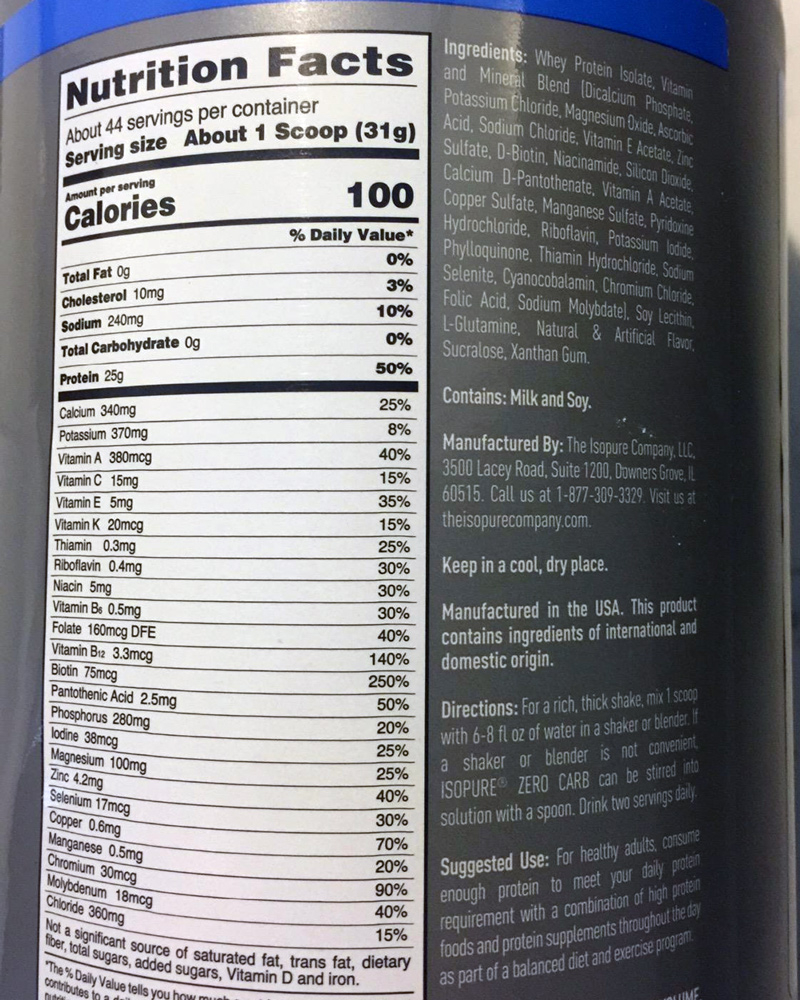 Nutrition Facts
About 44 servings per container
Serving size About 1 Scoop (31g)
Amount per serving
Calories 100
% Daily Value*
Total Fat 0g 0%
Cholesterol 10mg 3%
Sodium 240mg 10%
Total Carbohydrate 0g 0%
Protein 25g 50%
Calcium 340mg 25%
Potassium 370mg 8%
Vitamin A 380mcg 40%
Vitamin C 15mg 15%
Vitamin E 5mg 35%
Vitamin K 20mcg 15%
Thiamin 0.3mg 25%
Riboflavin 0.4mg 30%
Niacin 5mg 30%
Vitamin B6 0.5mg 30%
Folate 160mcg DFE 40%
Vitamin B12 3.3mcg 140%
Biotin 75mcg 250%
Pantothenic Acid 2.5mg 50%
Phosphorus 280mg 20%
Iodine 38mcg 25%
Magnesium 100mg 25%
Zinc 4.2mg 40%
Selenium 17mcg 30%
Copper 0.6mg 70%
Manganese 0.5mg 20%
Chromium 30mcg 90%
Molybdenum 18mcg 40%
Chloride 360mg 15%
Not a significant source of saturated fat, trans fat, dietary
fiber, total sugars, added sugars, Vitamin D and iron.
*The % Daily Value tells you how
contributes to a
Ingredients: Whey Protein Isolate, Vitamin
and Mineral Blend (Dicalcium Phosphate,
Potassium Chloride, Magnesium Oxide, Ascorbic
Acid, Sodium Chloride, Vitamin E Acetate, Zinc
Sulfate, D-Biotin, Niacinamide, Silicon Dioxide,
Calcium D-Pantothenate, Vitamin A Acetate,
Copper Sulfate, Manganese Sulfate, Pyridoxine
Hydrochloride, Riboflavin, Potassium Iodide,
Phylloquinone, Thiamin Hydrochloride, Sodium
Selenite, Cyanocobalamin, Chromium Chloride,
Folic Acid, Sodium Molybdate), Soy Lecithin,
L-Glutamine, Natural & Artificial Flavor,
Sucralose, Xanthan Gum.
Contains: Milk and Soy.
Manufactured By: The Isopure Company, LLC,
3500 Lacey Road, Suite 1200, Downers Grove, IL
60515. Call us at 1-877-309-3329. Visit us at
theisopurecompany.com.
Keep in a cool, dry place.
Manufactured in the USA. This product
contains ingredients of international and
domestic origin.
Directions: For a rich, thick shake, mix 1 scoop
with 6-8 fl oz of water in a shaker or blender. If
a shaker or blender is not convenient,
ISOPURE® ZERO CARB can be stirred into
solution with a spoon. Drink two servings daily.
Suggested Use: For healthy adults, consume
enough protein to meet your daily protein
requirement with a combination of high protein
foods and protein supplements throughout the day
as part of a balanced diet and exercise program.